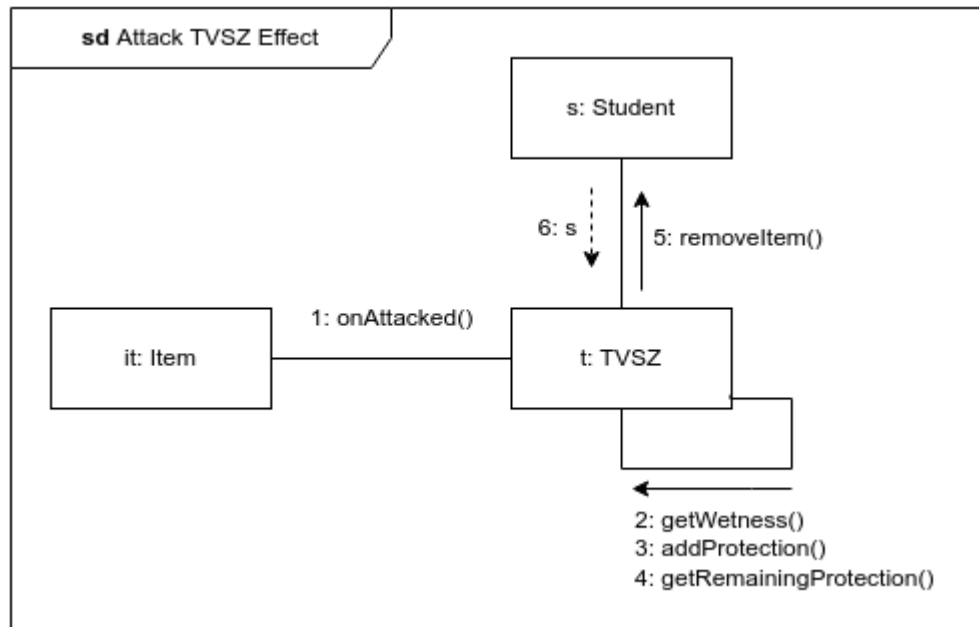 sd Attack TVSZ Effect
s: Student
6: s
5: removeItem()
1: onAttacked()
it: Item
t: TVSZ
2: getWetness()
3: addProtection()
4: getRemainingProtection()